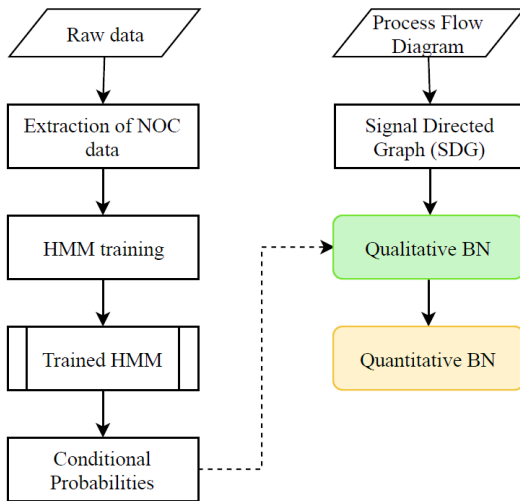 Raw data
Extraction of NOC
data
HMM training
Trained HMM
Conditional
Probabilities
Process Flow
Diagram
Signal Directed
Graph (SDG)
Qualitative BN
Quantitative BN